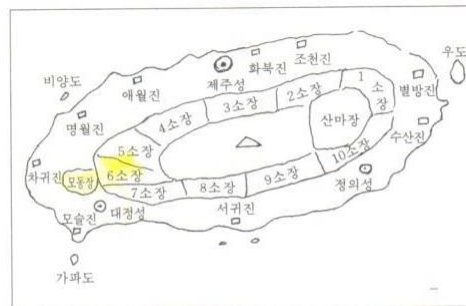 우도
조천진
화북진
제주성
비양도
애월진
별방진
1소장
2소장
3소장
4소장
산마장
명월진
수산진
5소장
10소장
차귀진
모동장
6소장
정의성
9소장
8소장
7소장
모슬진
대정성
서귀진
가파도